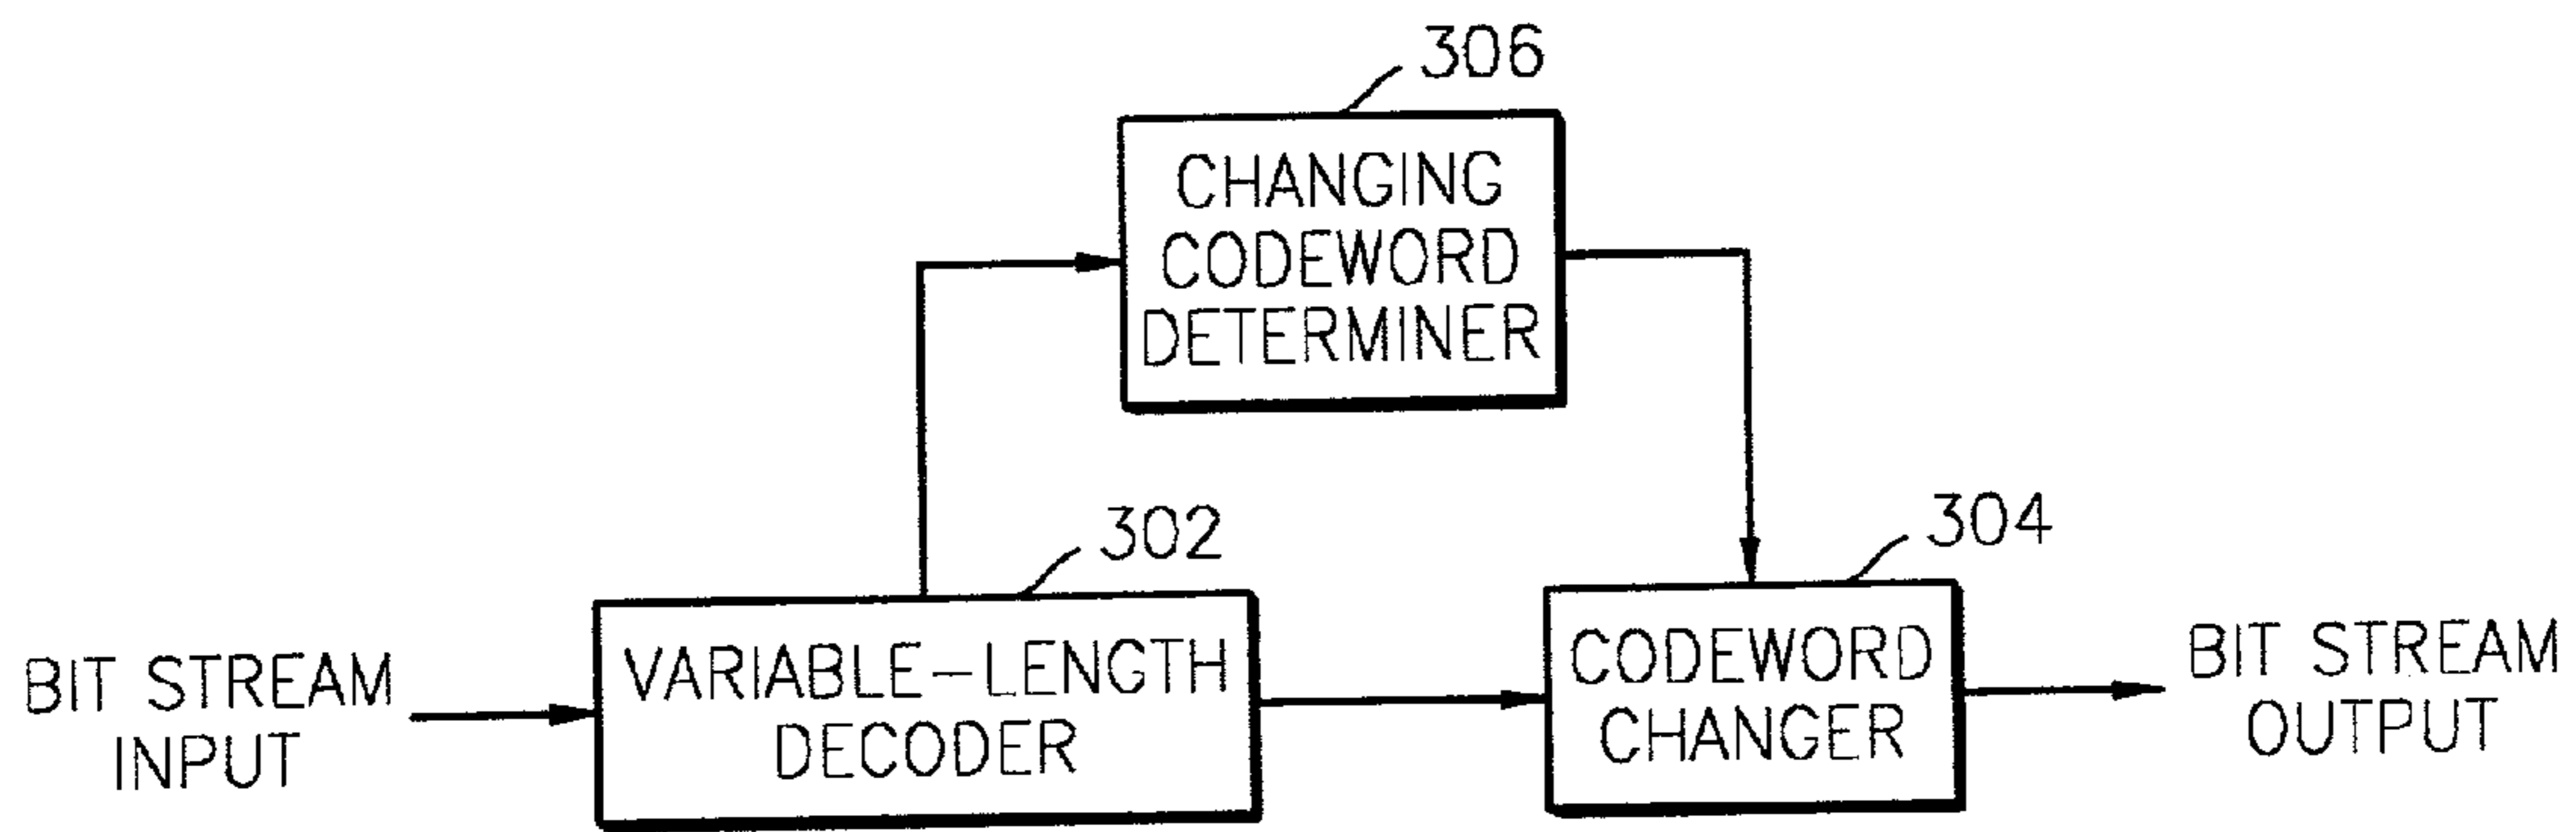 306
CHANGING
CODEWORD
DETERMINER
302
304
BIT STREAM
INPUT
VARIABLE-LENGTH
DECODER
CODEWORD
CHANGER
BIT STREAM
OUTPUT